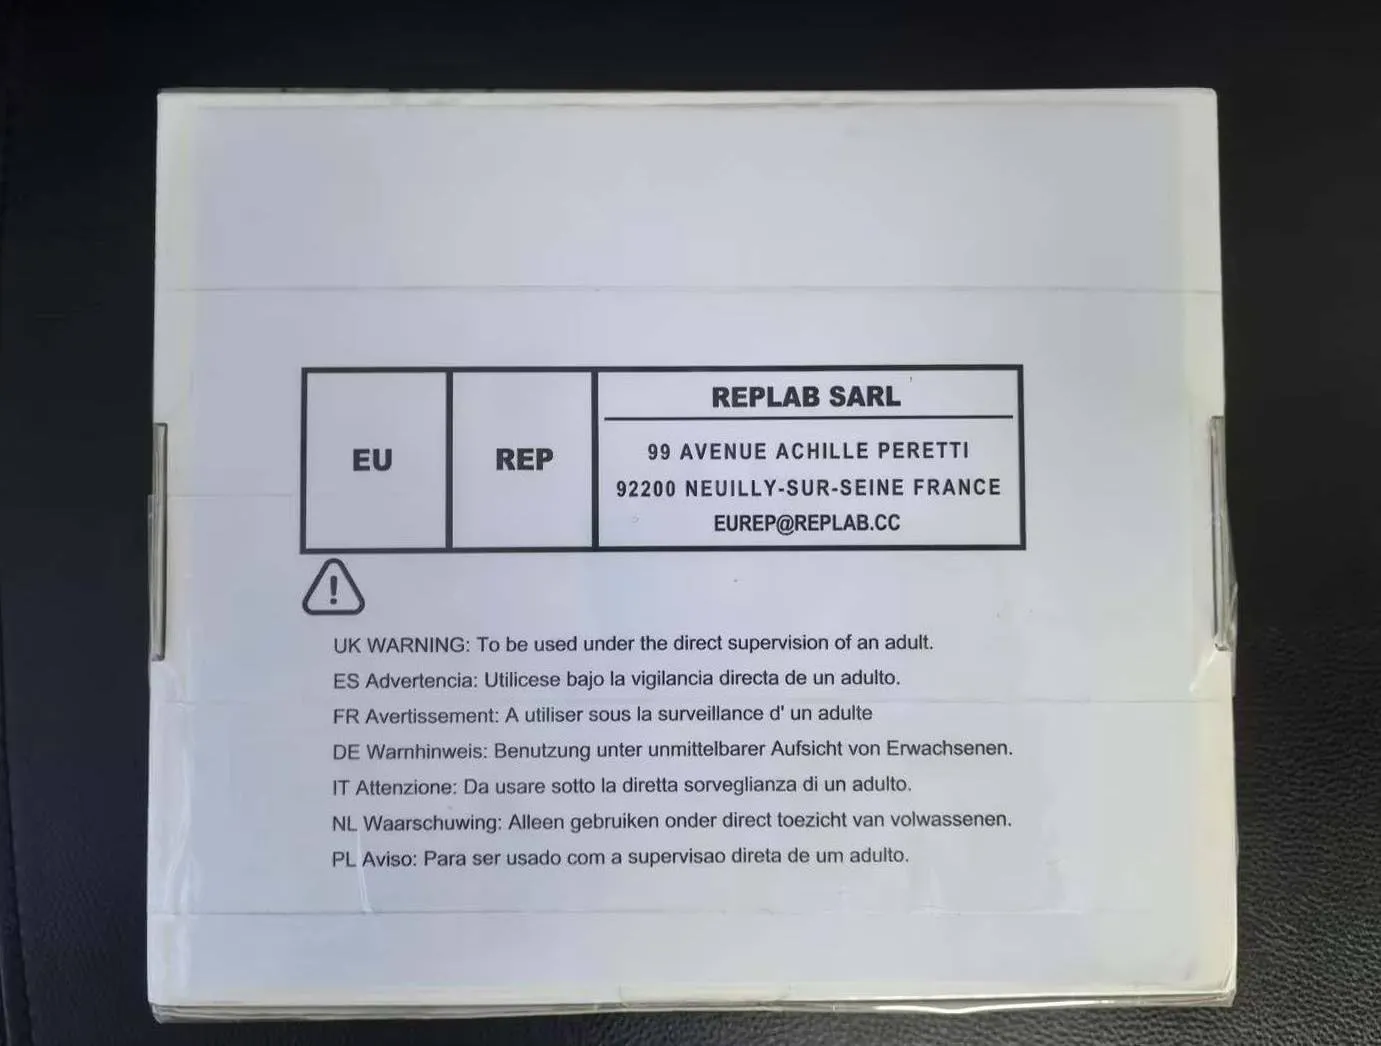 EU
REP
REPLAB SARL
99 AVENUE ACHILLE PERETTI
92200 NEUILLY-SUR-SEINE FRANCE
EUREP@REPLAB.CC
!
UK WARNING: To be used under the direct supervision of an adult.
ES Advertencia: Utilicese bajo la vigilancia directa de un adulto.
FR Avertissement: A utiliser sous la surveillance d' un adulte
DE Warnhinweis: Benutzung unter unmittelbarer Aufsicht von Erwachsenen.
IT Attenzione: Da usare sotto la diretta sorveglianza di un adulto.
NL Waarschuwing: Alleen gebruiken onder direct toezicht van volwassenen.
PL Aviso: Para ser usado com a supervisao direta de um adulto.